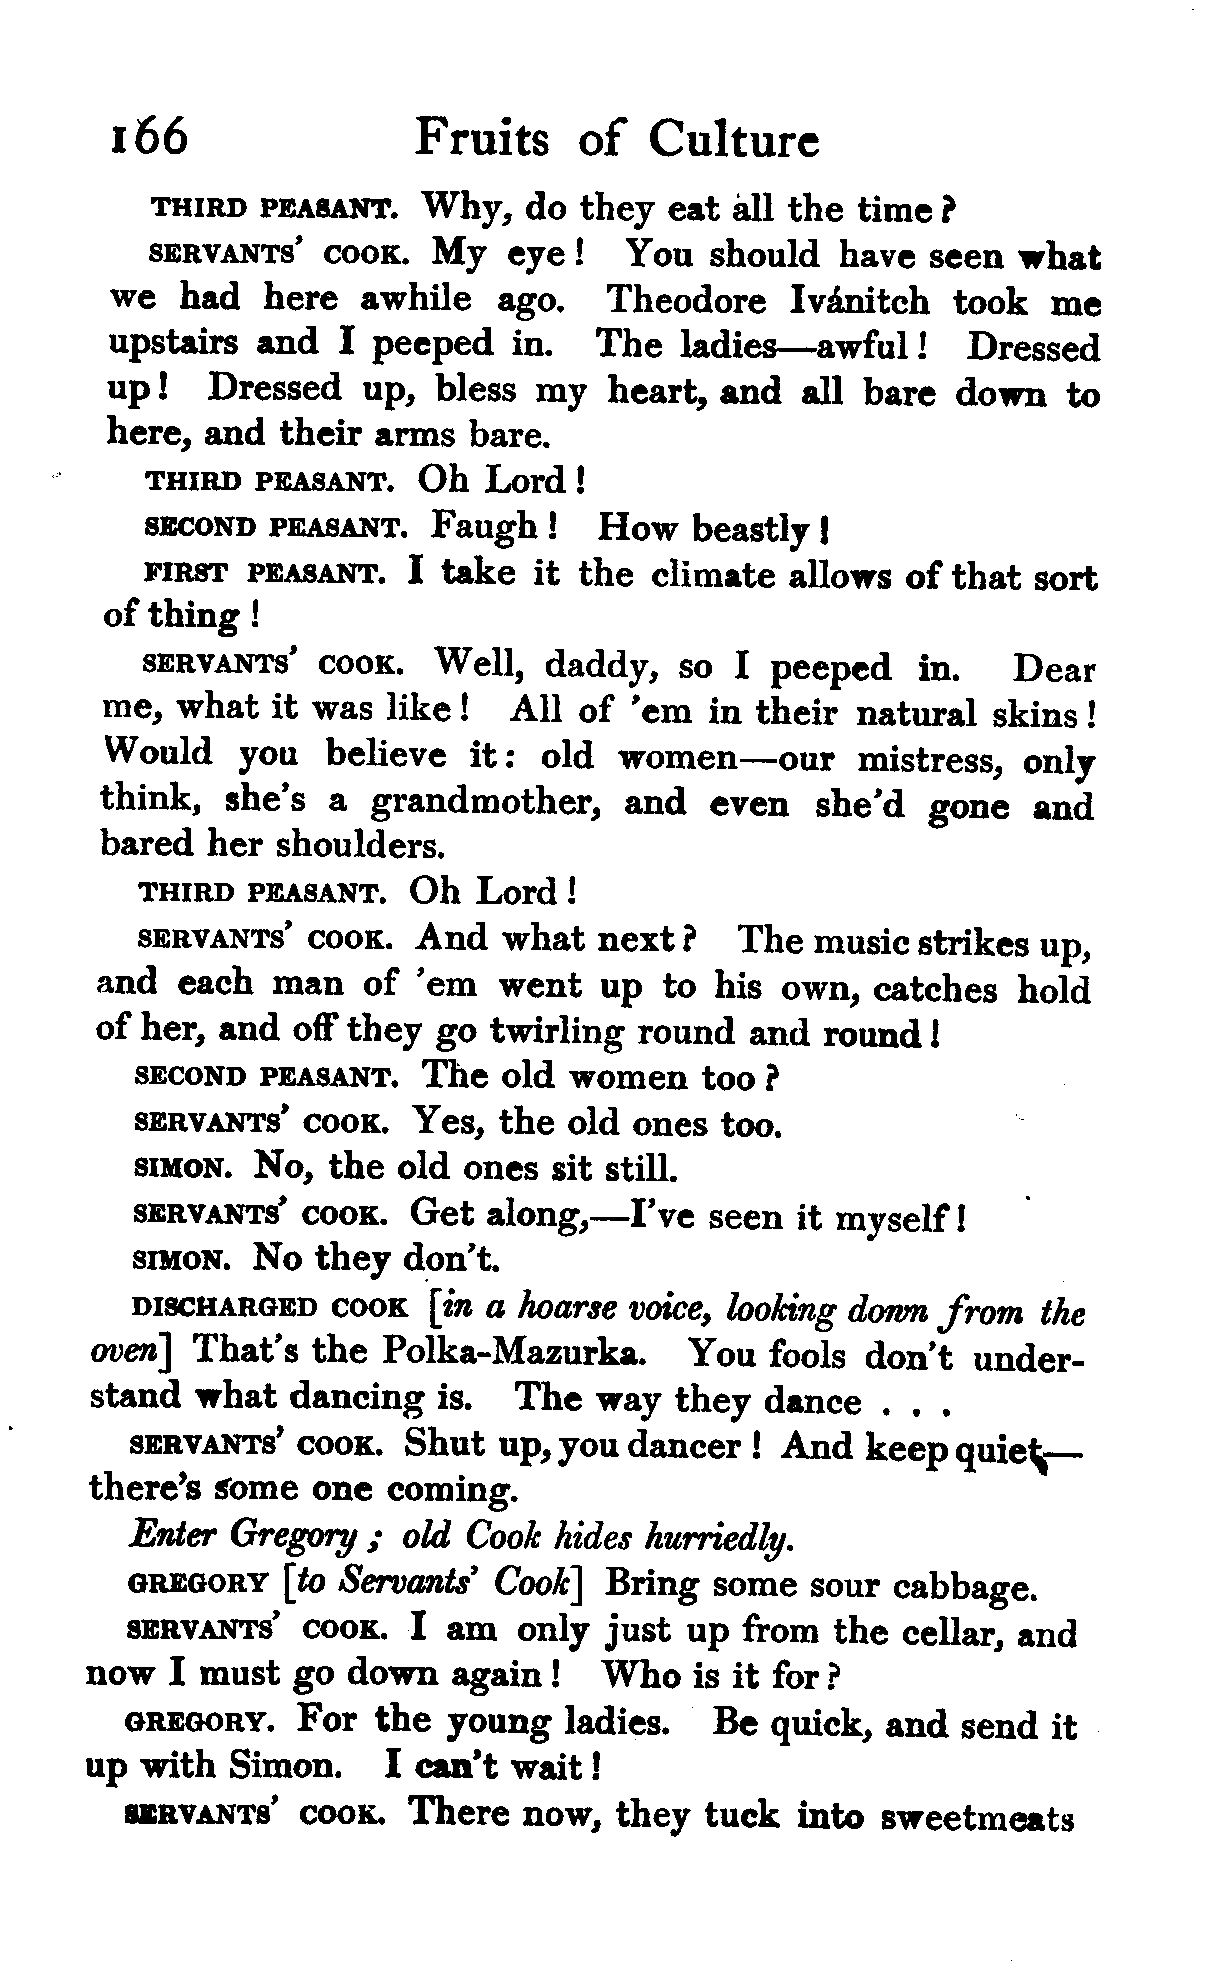 166 Fruits of Culture
THIRD PEASANT. Why, do they eat all the time?
SERVANTS' COOK. My eye! You should have seen what
we had here awhile ago. Theodore Ivánitch took me
upstairs and I peeped in. The ladies—awful! Dressed
up! Dressed up, bless my heart, and all bare down to
here, and their arms bare.
THIRD PEASANT. Oh Lord!
SECOND PEASANT. Faugh! How beastly!
FIRST PEASANT. I take it the climate allows of that sort
of thing!
SERVANTS' COOK. Well, daddy, so I peeped in. Dear
me, what it was like! All of 'em in their natural skins!
Would you believe it: old women—our mistress, only
think, she's a grandmother, and even she'd gone and
bared her shoulders.
THIRD PEASANT. Oh Lord!
SERVANTS' COOK. And what next? The music strikes up,
and each man of 'em went up to his own, catches hold
of her, and off they go twirling round and round!
SECOND PEASANT. The old women too?
SERVANTS' COOK. Yes, the old ones too.
SIMON. No, the old ones sit still.
SERVANTS' COOK. Get along,—I've seen it myself!
SIMON. No they don't.
DISCHARGED COOK [in a hoarse voice, looking down from the
oven] That's the Polka-Mazurka. You fools don't under-
stand what dancing is. The way they dance . . .
SERVANTS' COOK. Shut up, you dancer! And keep quiet,—
there's some one coming.
Enter Gregory; old Cook hides hurriedly.
GREGORY [to Servants' Cook] Bring some sour cabbage.
SERVANTS' COOK. I am only just up from the cellar, and
now I must go down again! Who is it for?
GREGORY. For the young ladies. Be quick, and send it
up with Simon. I can't wait!
SERVANTS' COOK. There now, they tuck into sweetmeats